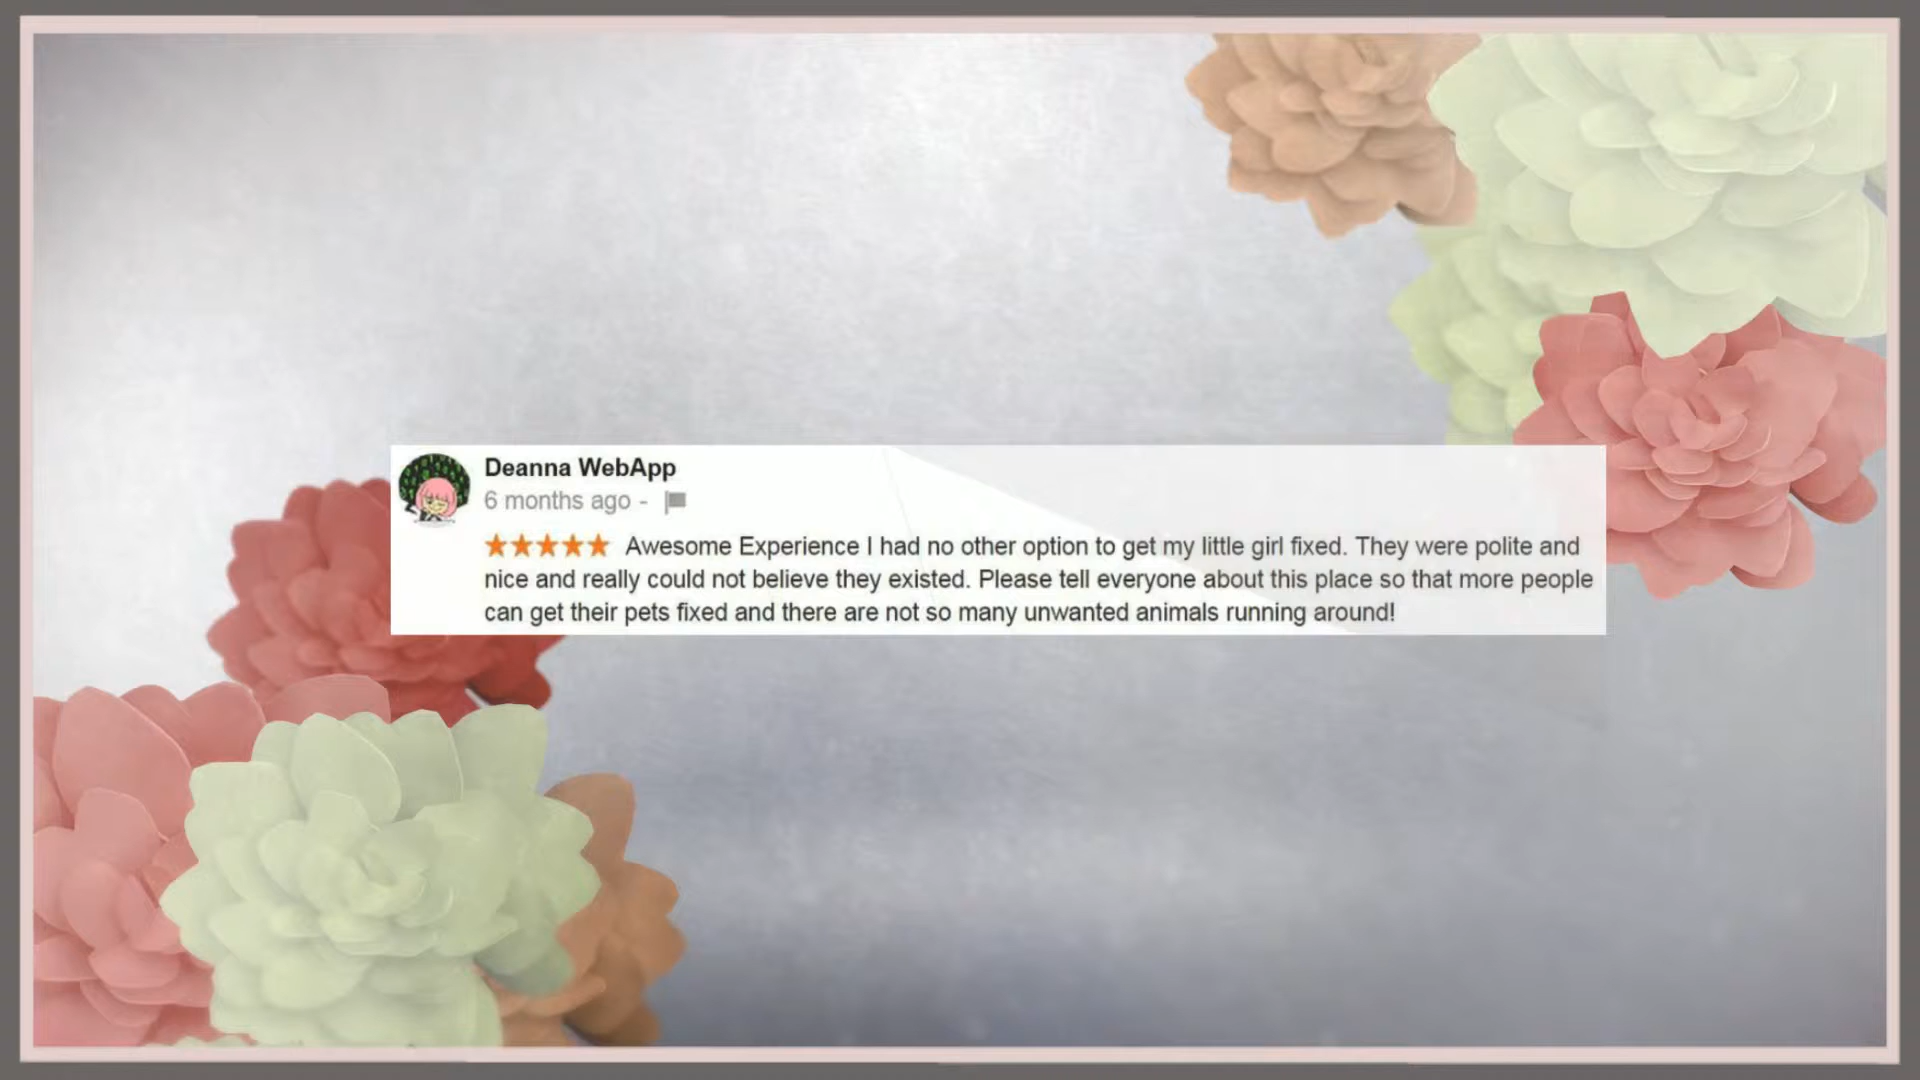 Deanna WebApp
6 months ago -
Awesome Experience I had no other option to get my little girl fixed. They were polite and
nice and really could not believe they existed. Please tell everyone about this place so that more people
can get their pets fixed and there are not so many unwanted animals running around!